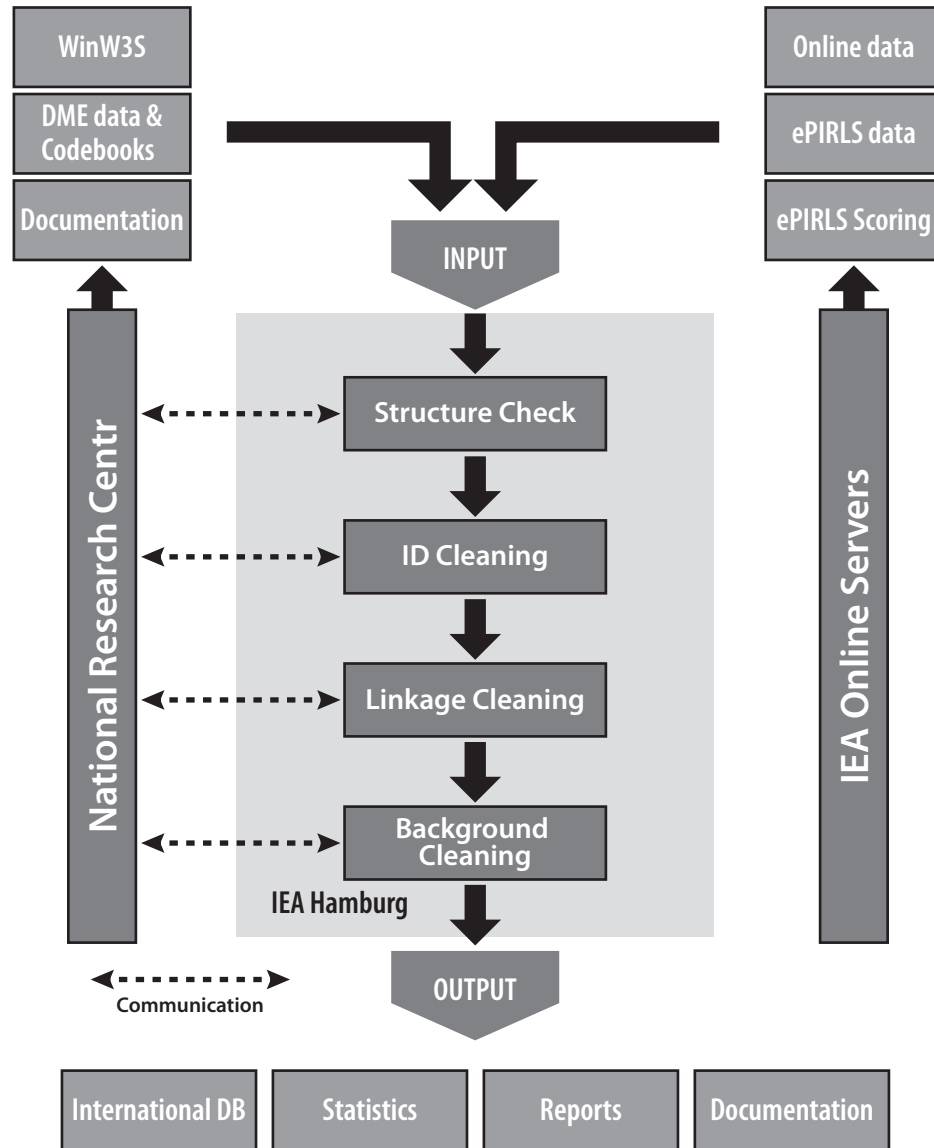 WinW3S
DME data &
Codebooks
Documentation
Online data
ePIRLS data
ePIRLS Scoring
INPUT
National Research Centr
IEA Online Servers
Structure Check
ID Cleaning
Linkage Cleaning
Background
Cleaning
IEA Hamburg
Communication
OUTPUT
International DB
Statistics
Reports
Documentation